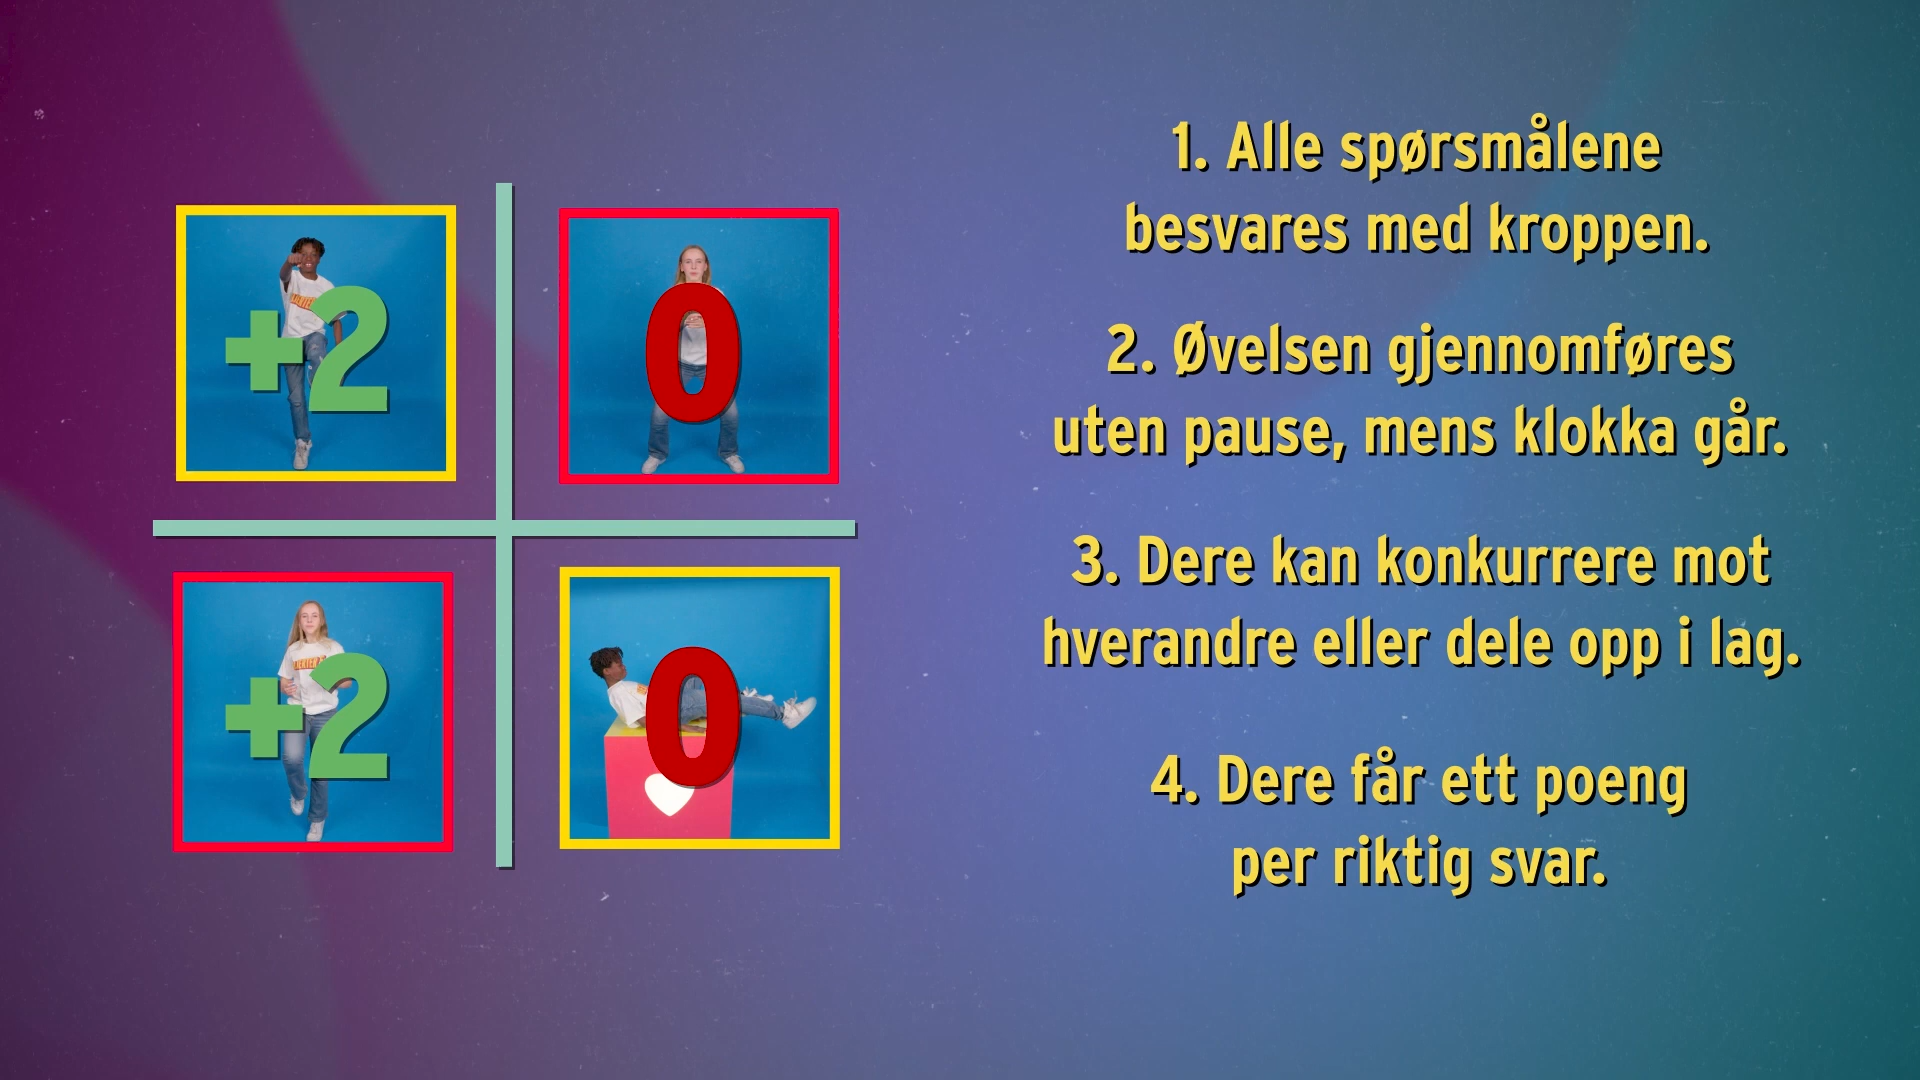 +2
0
+2
0
1. Alle spørsmålene
besvares med kroppen.
2. Øvelsen gjennomføres
uten pause, mens klokka går.
3. Dere kan konkurrere mot
hverandre eller dele opp i lag.
4. Dere får ett poeng
per riktig svar.